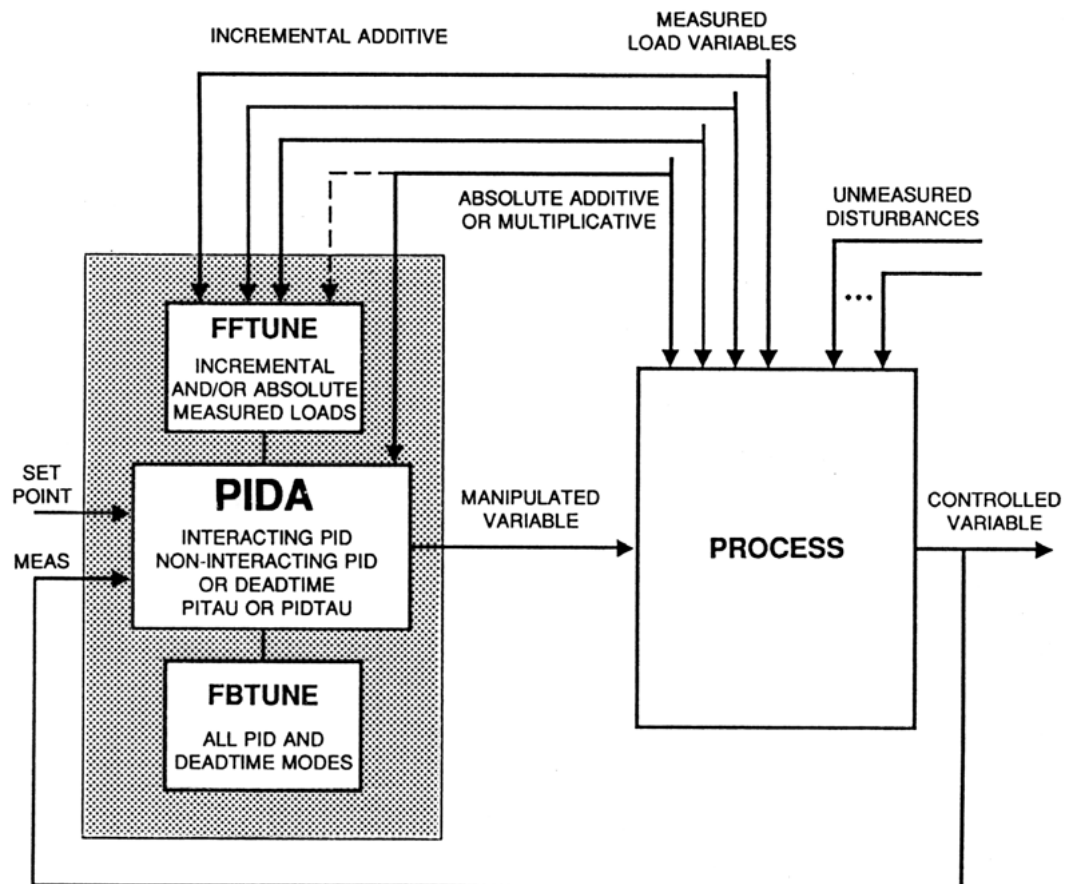 INCREMENTAL ADDITIVE
MEASURED
LOAD VARIABLES
ABSOLUTE ADDITIVE
OR MULTIPLICATIVE
UNMEASURED
DISTURBANCES
...
FFTUNE
INCREMENTAL
AND/OR ABSOLUTE
MEASURED LOADS
SET
POINT
MEAS
PIDA
INTERACTING PID
NON-INTERACTING PID
OR DEADTIME
PITAU OR PIDTAU
MANIPULATED
VARIABLE
PROCESS
CONTROLLED
VARIABLE
FBTUNE
ALL PID AND
DEADTIME MODES